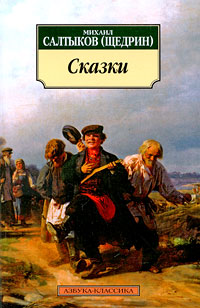 МИХАИЛ
САЛТЫКОВ (ЩЕДРИН)
Сказки
АЗБУКА-КЛАССИКА